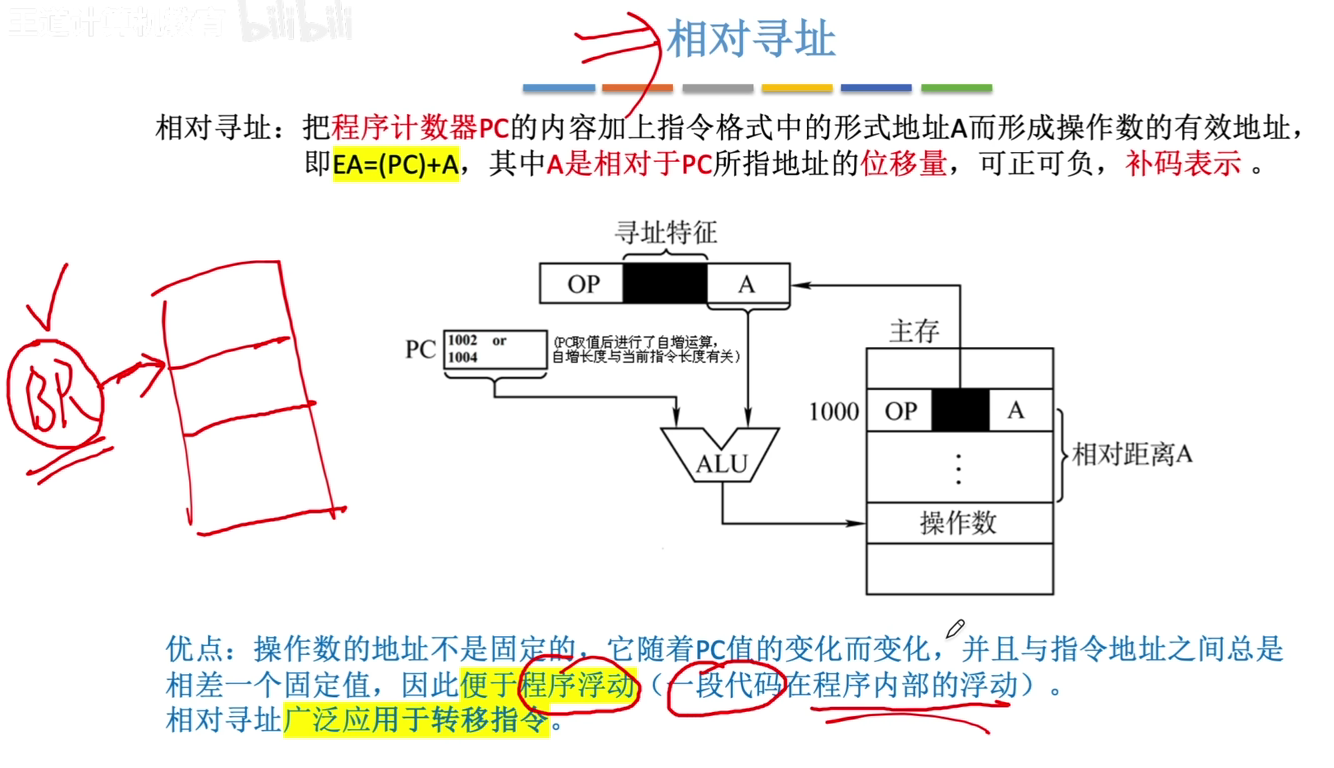 王道计算机教育 bilibili
相对寻址
相对寻址：把程序计数器PC的内容加上指令格式中的形式地址A而形成操作数的有效地址，
即EA=(PC)+A，其中A是相对于PC所指地址的位移量，可正可负，补码表示 。
寻址特征
OP A
主存
PC 1002 or
1004
(PC取值后进行了自增运算，
自增长度与当前指令长度有关)
BR
1000 OP A
ALU
⋮
相对距离A
操作数
优点：操作数的地址不是固定的，它随着PC值的变化而变化，并且与指令地址之间总是
相差一个固定值，因此便于程序浮动（一段代码在程序内部的浮动）。
相对寻址广泛应用于转移指令。